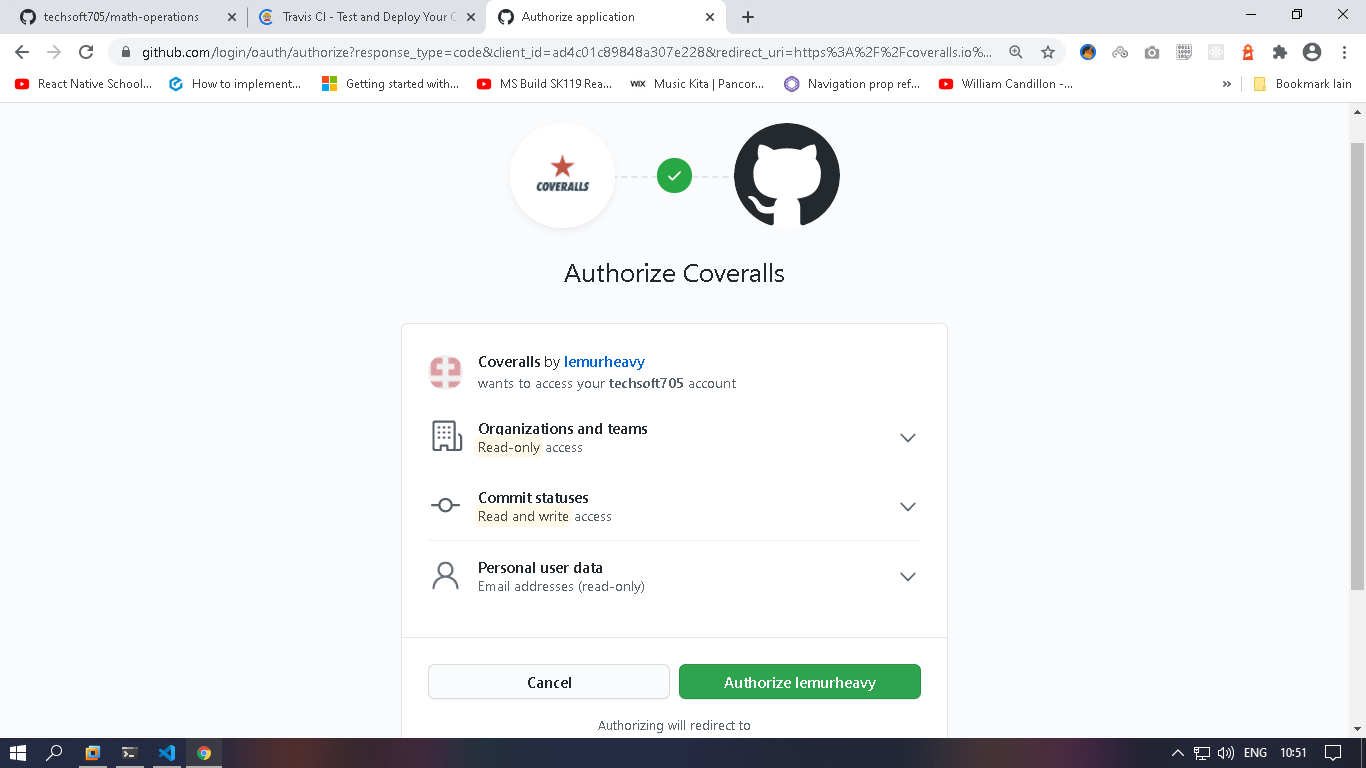 techsoft705/math-operations
Travis CI - Test and Deploy Your C
Authorize application
github.com/login/oauth/authorize?response_type=code&client_id=ad4c01c89848a307e228&redirect_uri=https%3A%2F%2Fcoveralls.io%...
React Native School...
How to implement...
Getting started with...
MS Build SK119 Rea...
WIX Music Kita | Pancor...
Navigation prop ref...
William Candillon -...
»
Bookmark lain
COVERALLS
Authorize Coveralls
Coveralls by lemurheavy
wants to access your techsoft705 account
Organizations and teams
Read-only access
Commit statuses
Read and write access
Personal user data
Email addresses (read-only)
Cancel
Authorize lemurheavy
Authorizing will redirect to
ENG
10:51